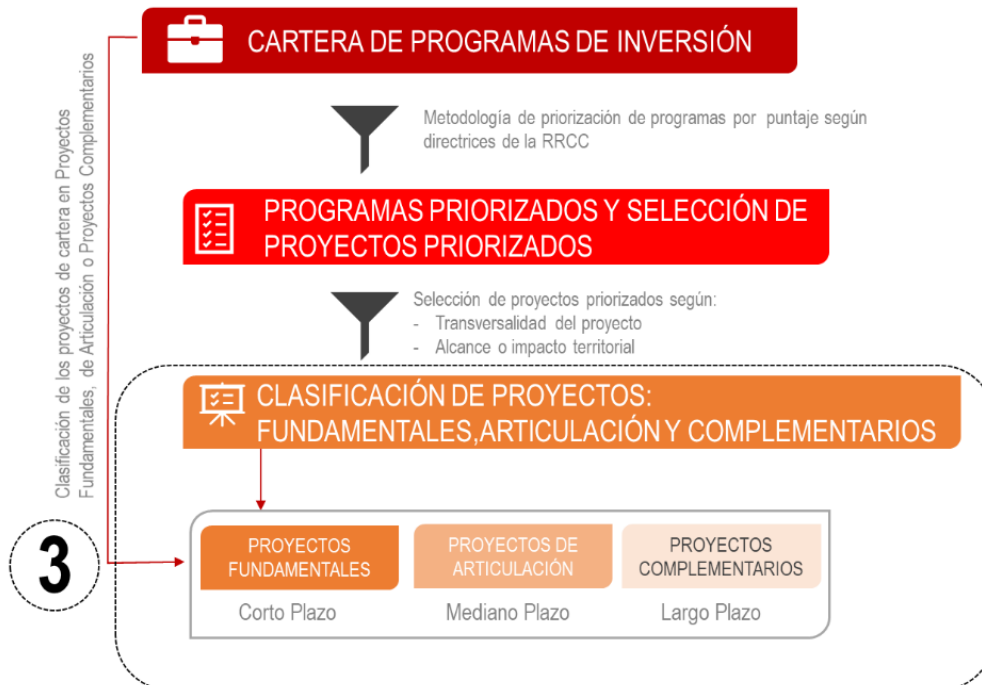 CARTERA DE PROGRAMAS DE INVERSIÓN
Clasificación de los proyectos de cartera en Proyectos
Fundamentales, de Articulación o Proyectos Complementarios
Metodología de priorización de programas por puntaje según
directrices de la RRCC
PROGRAMAS PRIORIZADOS Y SELECCIÓN DE
PROYECTOS PRIORIZADOS
Selección de proyectos priorizados según:
- Transversalidad del proyecto
- Alcance o impacto territorial
CLASIFICACIÓN DE PROYECTOS:
FUNDAMENTALES,ARTICULACIÓN Y COMPLEMENTARIOS
3
PROYECTOS
FUNDAMENTALES
Corto Plazo
PROYECTOS DE
ARTICULACIÓN
Mediano Plazo
PROYECTOS
COMPLEMENTARIOS
Largo Plazo